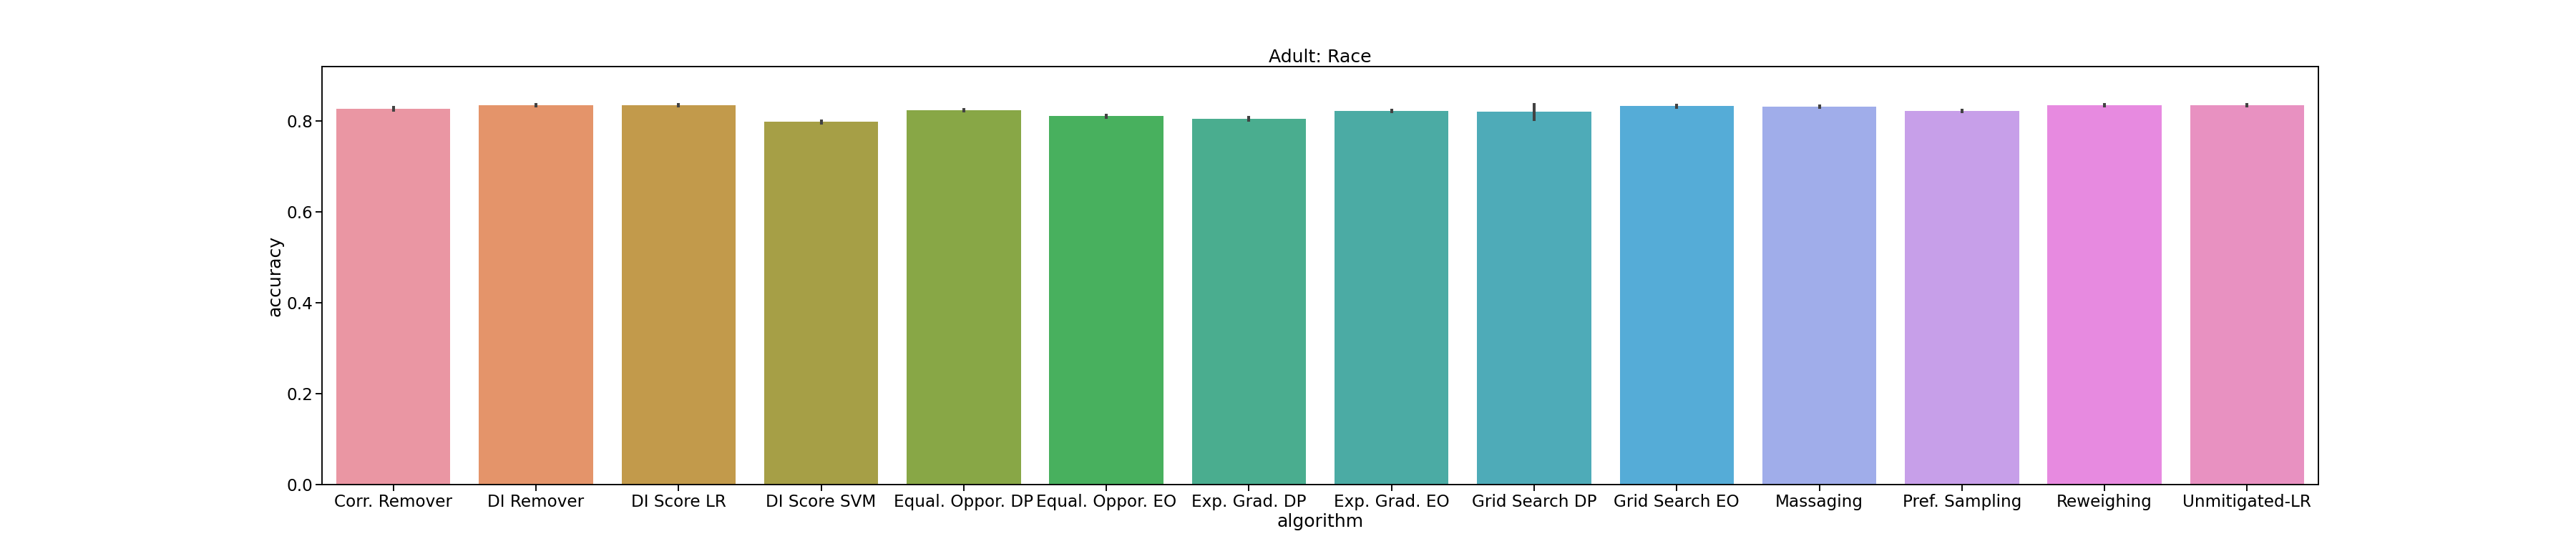 Adult: Race
accuracy
0.8
0.6
0.4
0.2
0.0
Corr. Remover DI Remover DI Score LR DI Score SVM Equal. Oppor. DP Equal. Oppor. EO Exp. Grad. DP Exp. Grad. EO Grid Search DP Grid Search EO Massaging Pref. Sampling Reweighing Unmitigated-LR
algorithm